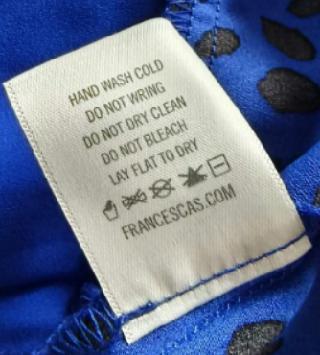 HAND WASH COLD
DO NOT WRING
DO NOT DRY CLEAN
DO NOT BLEACH
LAY FLAT TO DRY
FRANCESCAS.COM